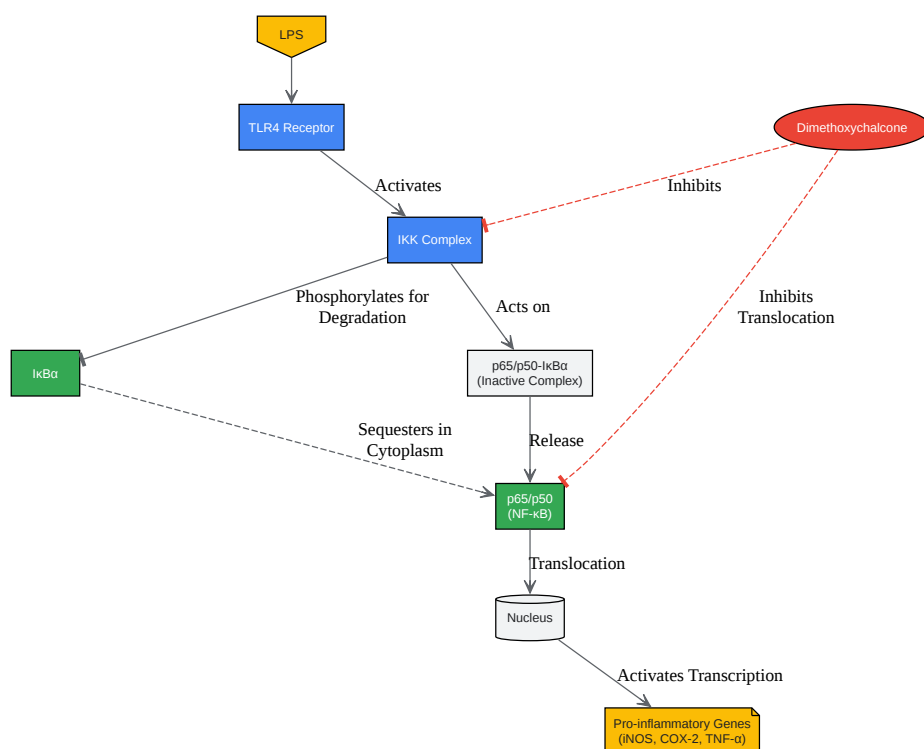 LPS
TLR4 Receptor
Dimethoxychalcone
Activates
Inhibits
IKK Complex
Phosphorylates for
Degradation
Acts on
Inhibits
Translocation
IκBα
p65/p50-IκBα
(Inactive Complex)
Sequesters in
Cytoplasm
Release
p65/p50
(NF-κB)
Translocation
Nucleus
Activates Transcription
Pro-inflammatory Genes
(iNOS, COX-2, TNF-α)